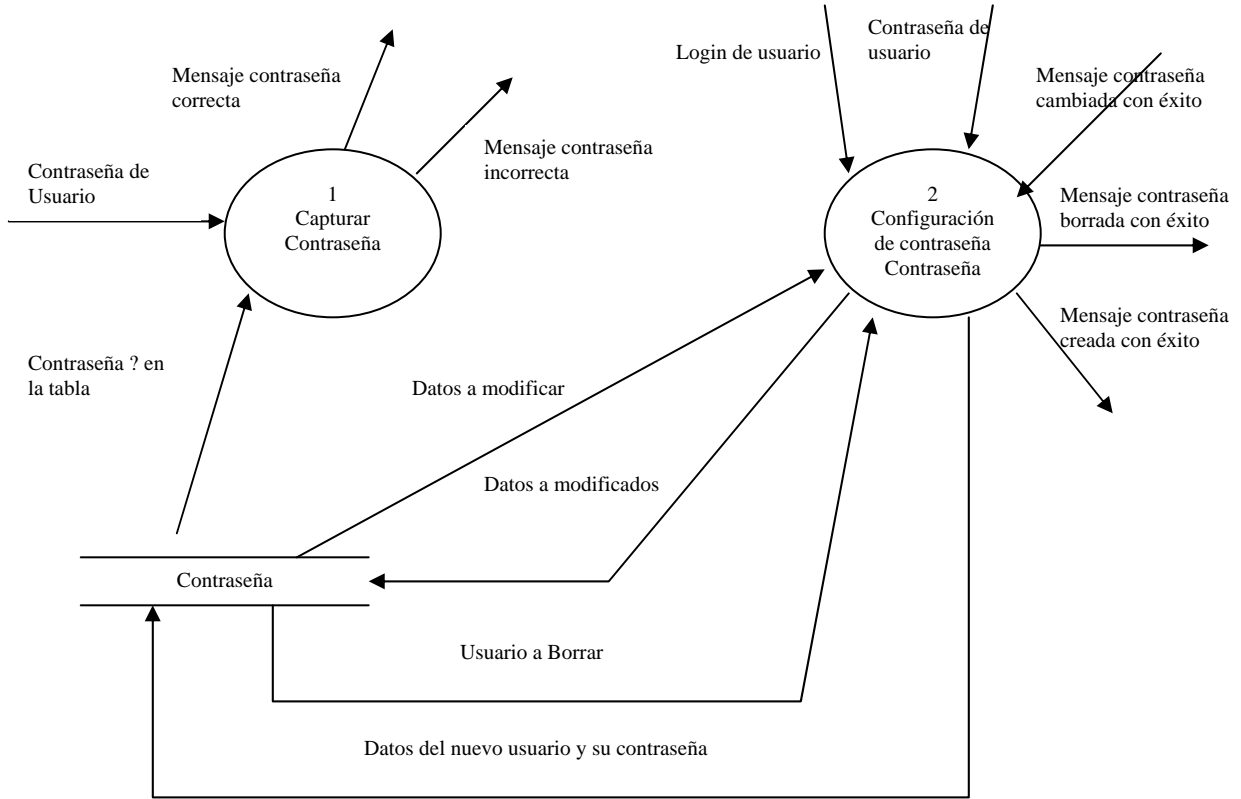 Mensaje contraseña
correcta
Login de usuario
Contraseña de
usuario
Mensaje contraseña
cambiada con éxito
Mensaje contraseña
incorrecta
Contraseña de
Usuario
1
Capturar
Contraseña
2
Configuración
de contraseña
Contraseña
Mensaje contraseña
borrada con éxito
Mensaje contraseña
creada con éxito
Contraseña ? en
la tabla
Datos a modificar
Datos a modificados
Contraseña
Usuario a Borrar
Datos del nuevo usuario y su contraseña